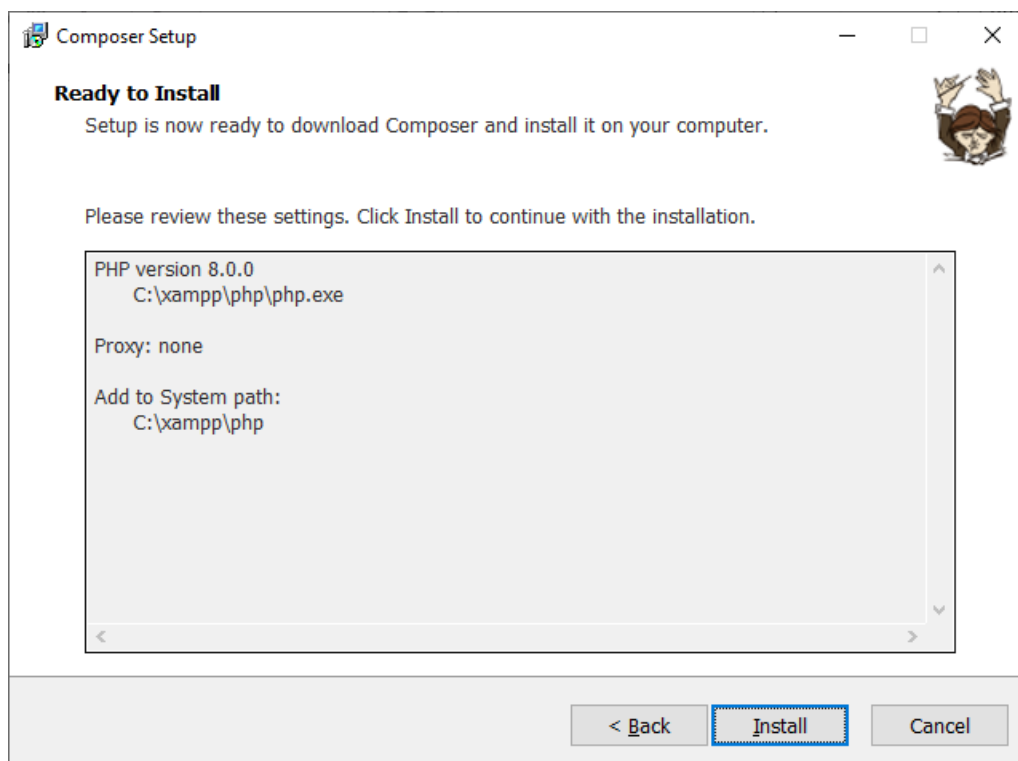 Composer Setup
Ready to Install
Setup is now ready to download Composer and install it on your computer.
Please review these settings. Click Install to continue with the installation.
PHP version 8.0.0
C:\xampp\php\php.exe
Proxy: none
Add to System path:
C:\xampp\php
< Back
Install
Cancel